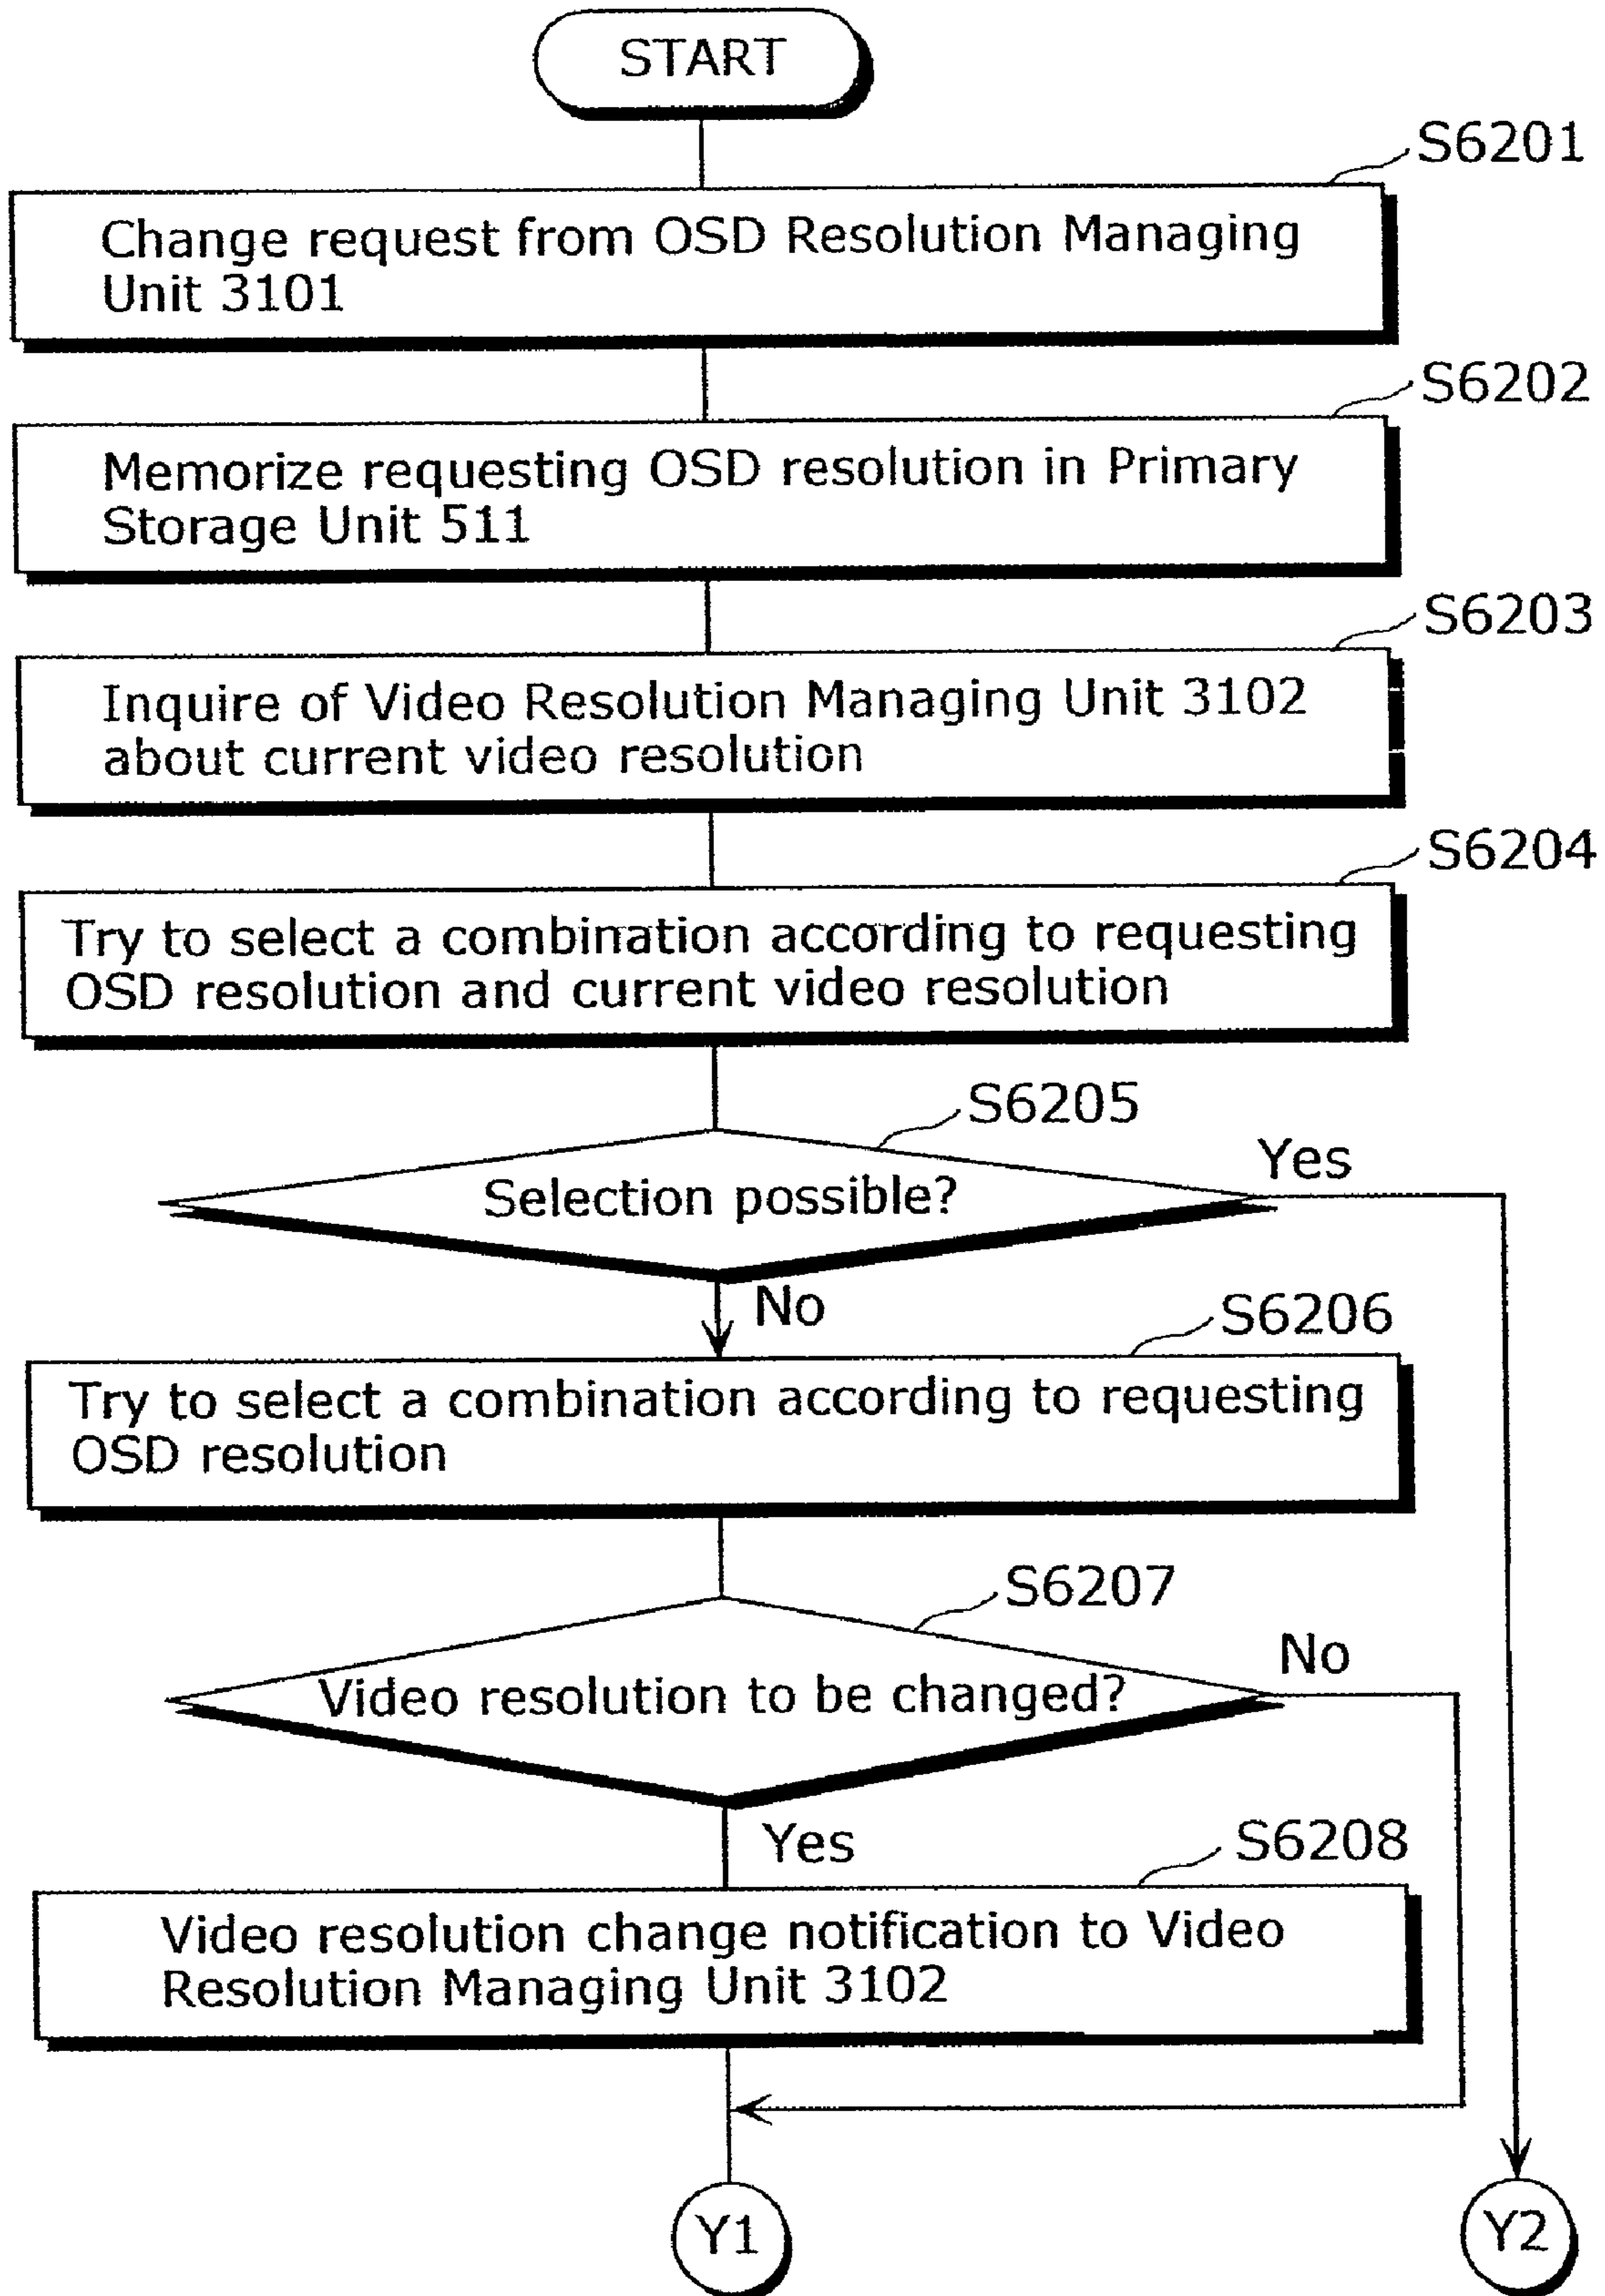 START
S6201
Change request from OSD Resolution Managing
Unit 3101
S6202
Memorize requesting OSD resolution in Primary
Storage Unit 511
S6203
Inquire of Video Resolution Managing Unit 3102
about current video resolution
S6204
Try to select a combination according to requesting
OSD resolution and current video resolution
S6205
Selection possible?
Yes
No
S6206
Try to select a combination according to requesting
OSD resolution
S6207
Video resolution to be changed?
No
Yes
S6208
Video resolution change notification to Video
Resolution Managing Unit 3102
Y1
Y2